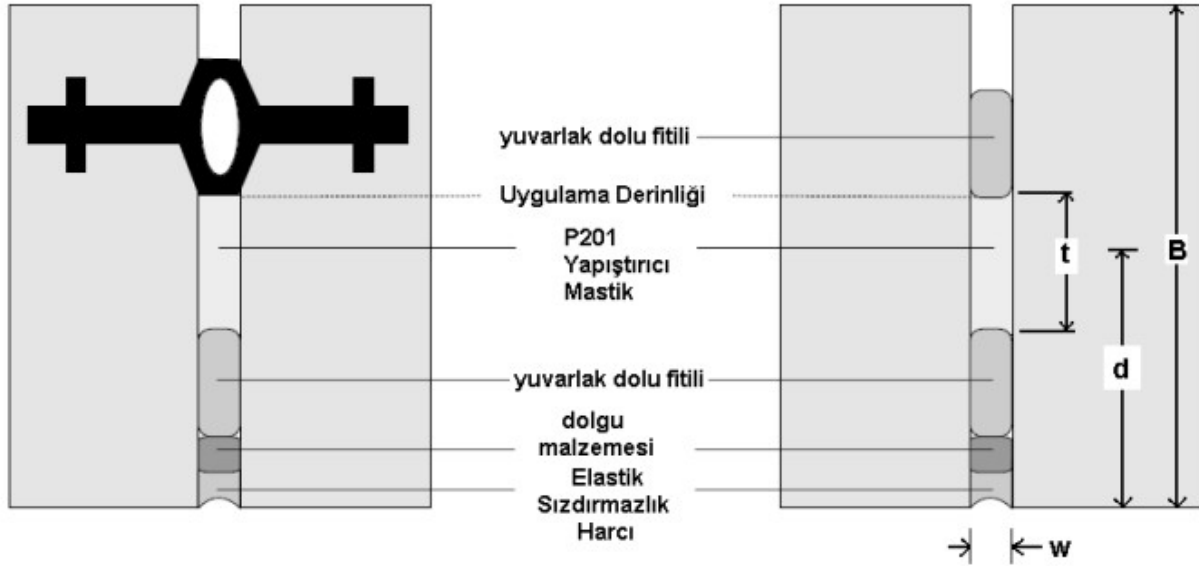 yuvarlak dolu fitili
Uygulama Derinliği
P201
Yapıştırıcı
Mastik
yuvarlak dolu fitili
dolgu
malzemesi
Elastik
Sızdırmazlık
Harcı
t
B
d
w